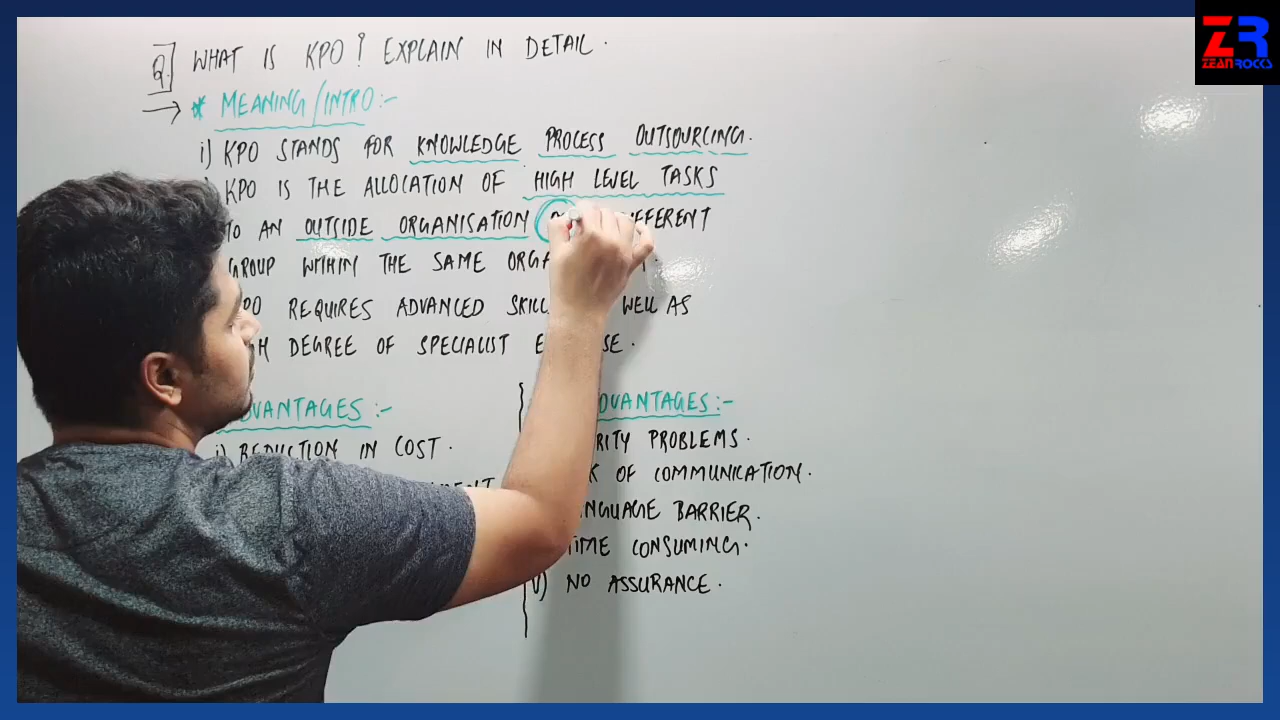 ZR
ZEANROCKS
Q. WHAT IS KPO? EXPLAIN IN DETAIL.
→ * MEANING/INTRO:-
i) KPO STANDS FOR KNOWLEDGE PROCESS OUTSOURCING.
KPO IS THE ALLOCATION OF HIGH LEVEL TASKS
TO AN OUTSIDE ORGANISATION
GROUP WITHIN THE SAME
REQUIRES ADVANCED WELL AS
DEGREE OF SPECIALIST
ADVANTAGES:-
i) REDUCTION IN COST.
PROBLEMS.
OF COMMUNICATION.
LANGUAGE BARRIER.
TIME CONSUMING.
V) NO ASSURANCE.